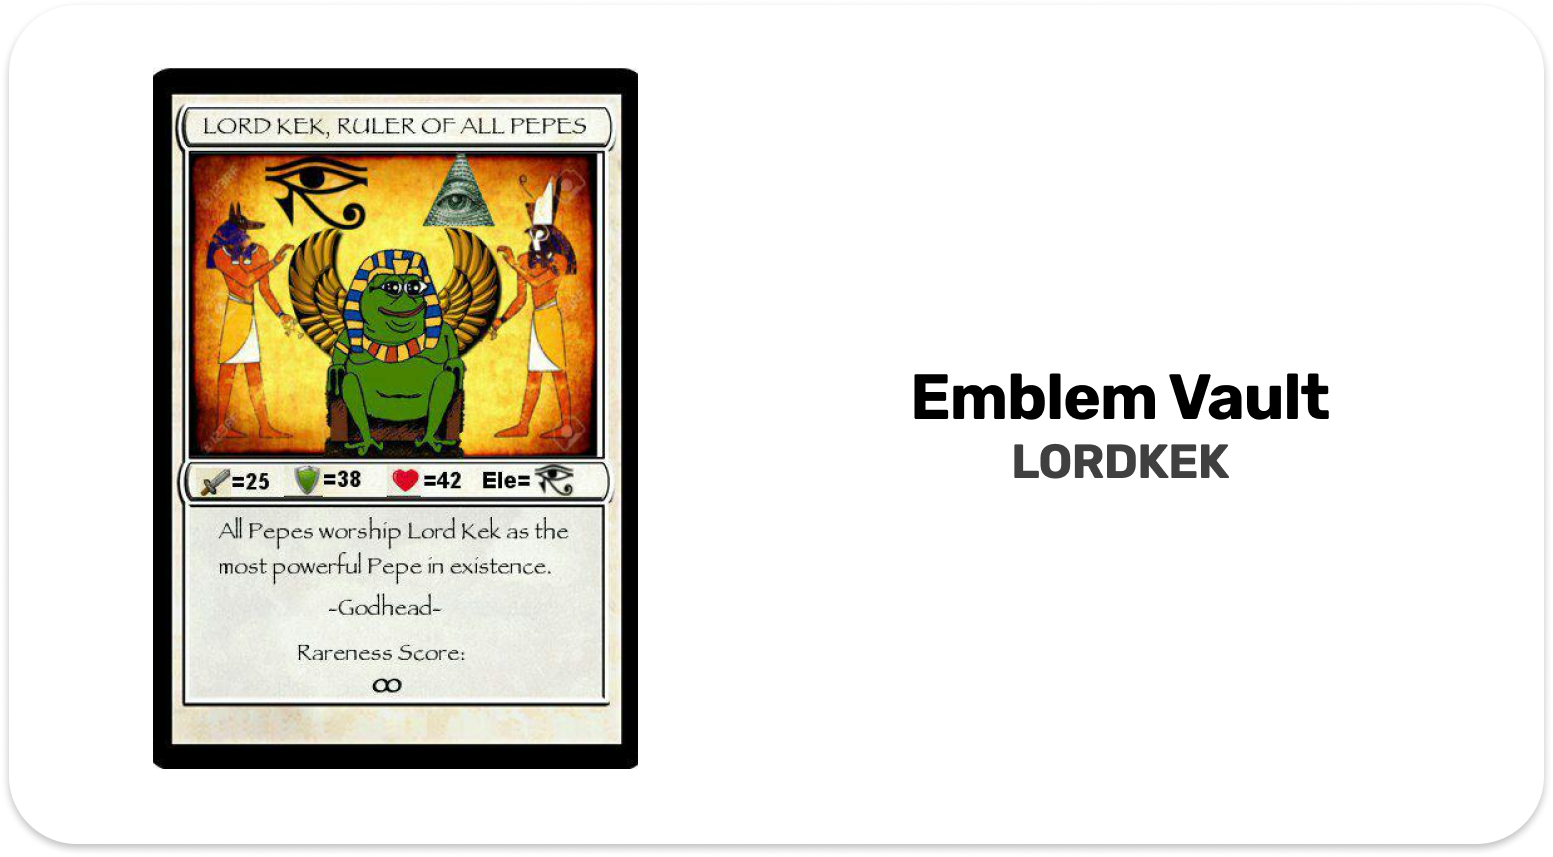 LORD KEK, RULER OF ALL PEPES
=25 =38 =42 Ele=
All Pepes worship Lord Kek as the
most powerful Pepe in existence.
-Godhead-
Rareness Score:
∞
Emblem Vault
LORDKEK